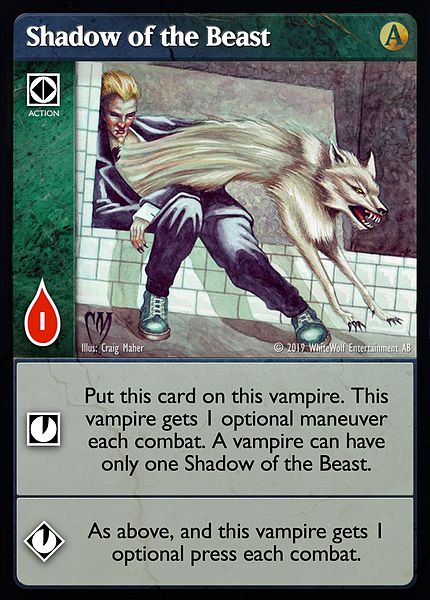 Shadow of the Beast
A
ACTION
1
CM
Illus: Craig Maher
© 2019 WhiteWolf Entertainment AB
Put this card on this vampire. This
vampire gets 1 optional maneuver
each combat. A vampire can have
only one Shadow of the Beast.
As above, and this vampire gets 1
optional press each combat.